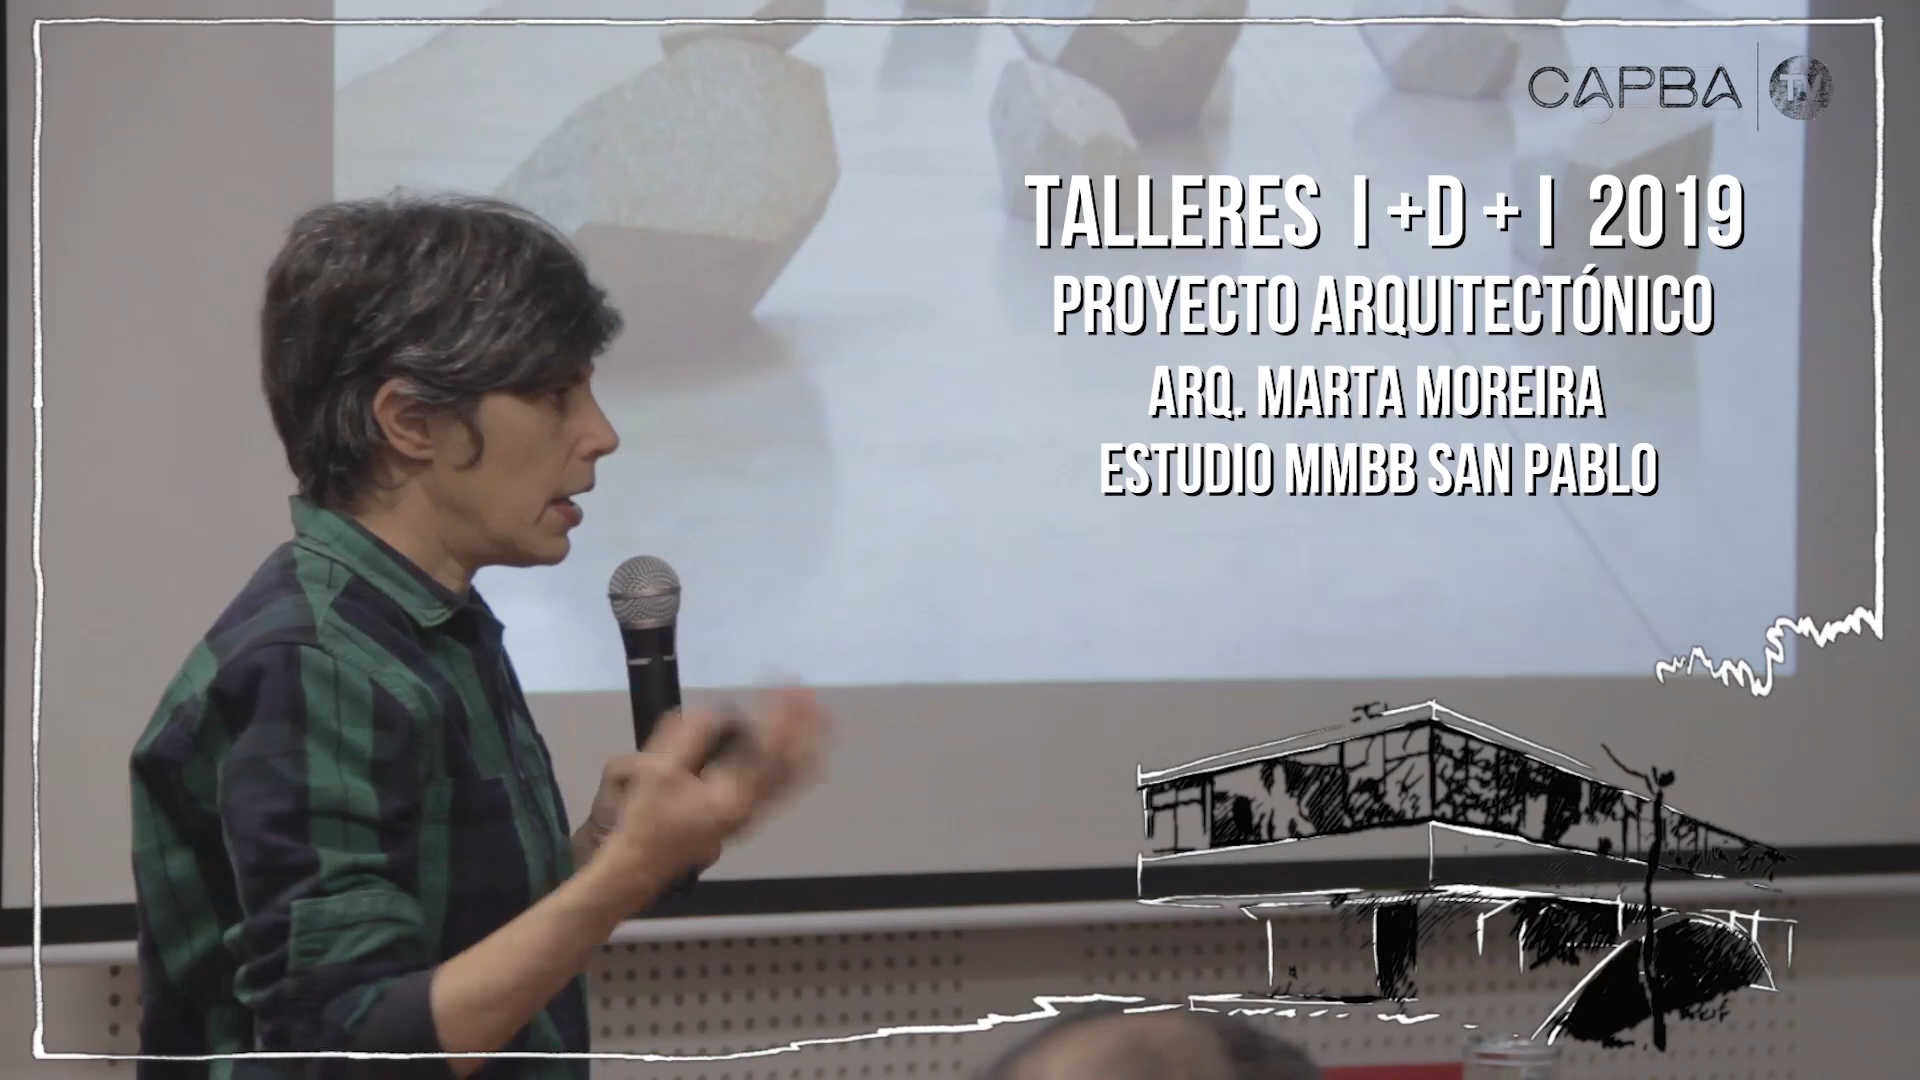 CAPBA TV
TALLERES I +D + I 2019
PROYECTO ARQUITECTÓNICO
ARQ. MARTA MOREIRA
ESTUDIO MMBB SAN PABLO